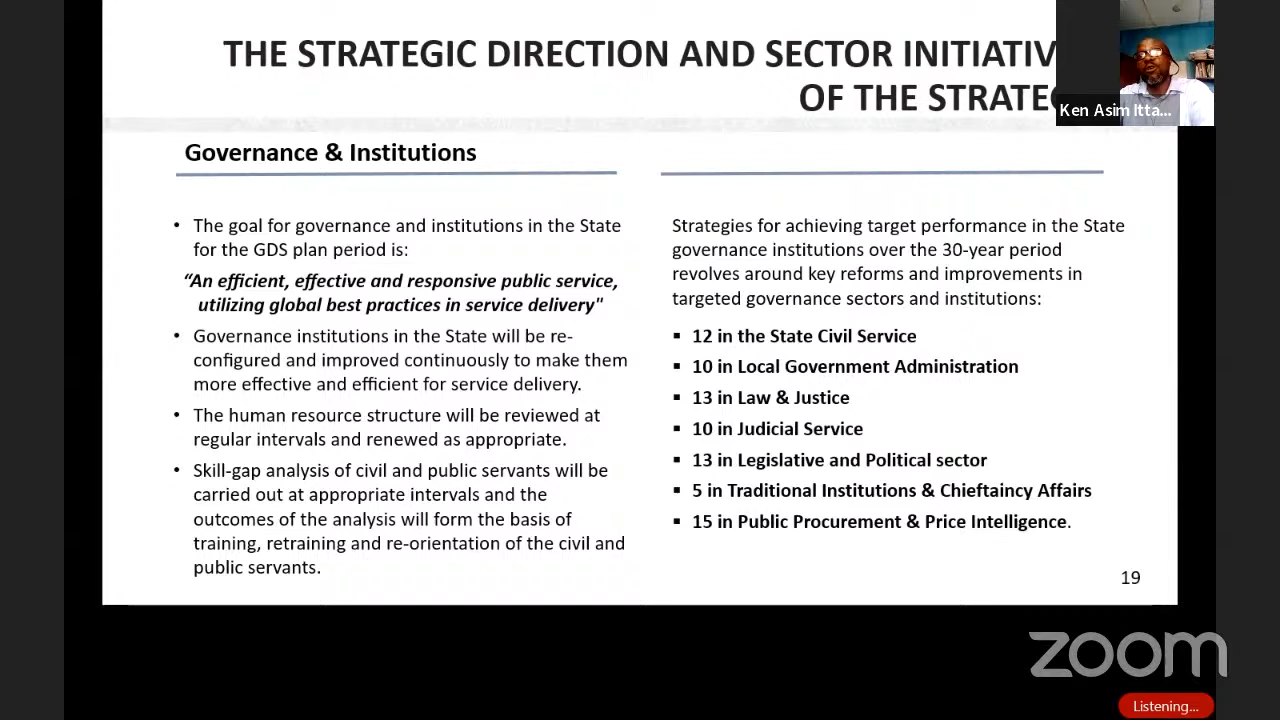 THE STRATEGIC DIRECTION AND SECTOR INITIATIV
OF THE STRATEG
Ken Asim Itta...
Governance & Institutions
• The goal for governance and institutions in the State
for the GDS plan period is:
“An efficient, effective and responsive public service,
utilizing global best practices in service delivery"
• Governance institutions in the State will be re-
configured and improved continuously to make them
more effective and efficient for service delivery.
• The human resource structure will be reviewed at
regular intervals and renewed as appropriate.
• Skill-gap analysis of civil and public servants will be
carried out at appropriate intervals and the
outcomes of the analysis will form the basis of
training, retraining and re-orientation of the civil and
public servants.
Strategies for achieving target performance in the State
governance institutions over the 30-year period
revolves around key reforms and improvements in
targeted governance sectors and institutions:
▪ 12 in the State Civil Service
▪ 10 in Local Government Administration
▪ 13 in Law & Justice
▪ 10 in Judicial Service
▪ 13 in Legislative and Political sector
▪ 5 in Traditional Institutions & Chieftaincy Affairs
▪ 15 in Public Procurement & Price Intelligence.
19
zoom
Listening...